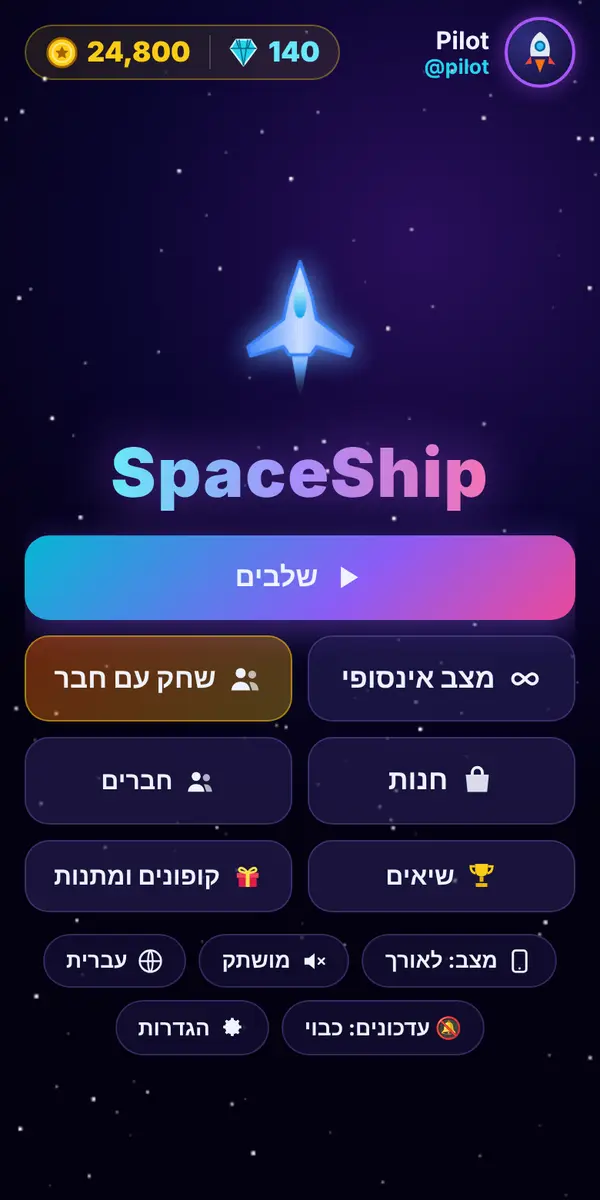 24,800 140
Pilot
@pilot
SpaceShip
שלבים
מצב אינסופי
שחק עם חבר
חנות
חברים
שיאים
קופונים ומתנות
מצב: לאורך
מושתק
עברית
עדכונים: כבוי
הגדרות